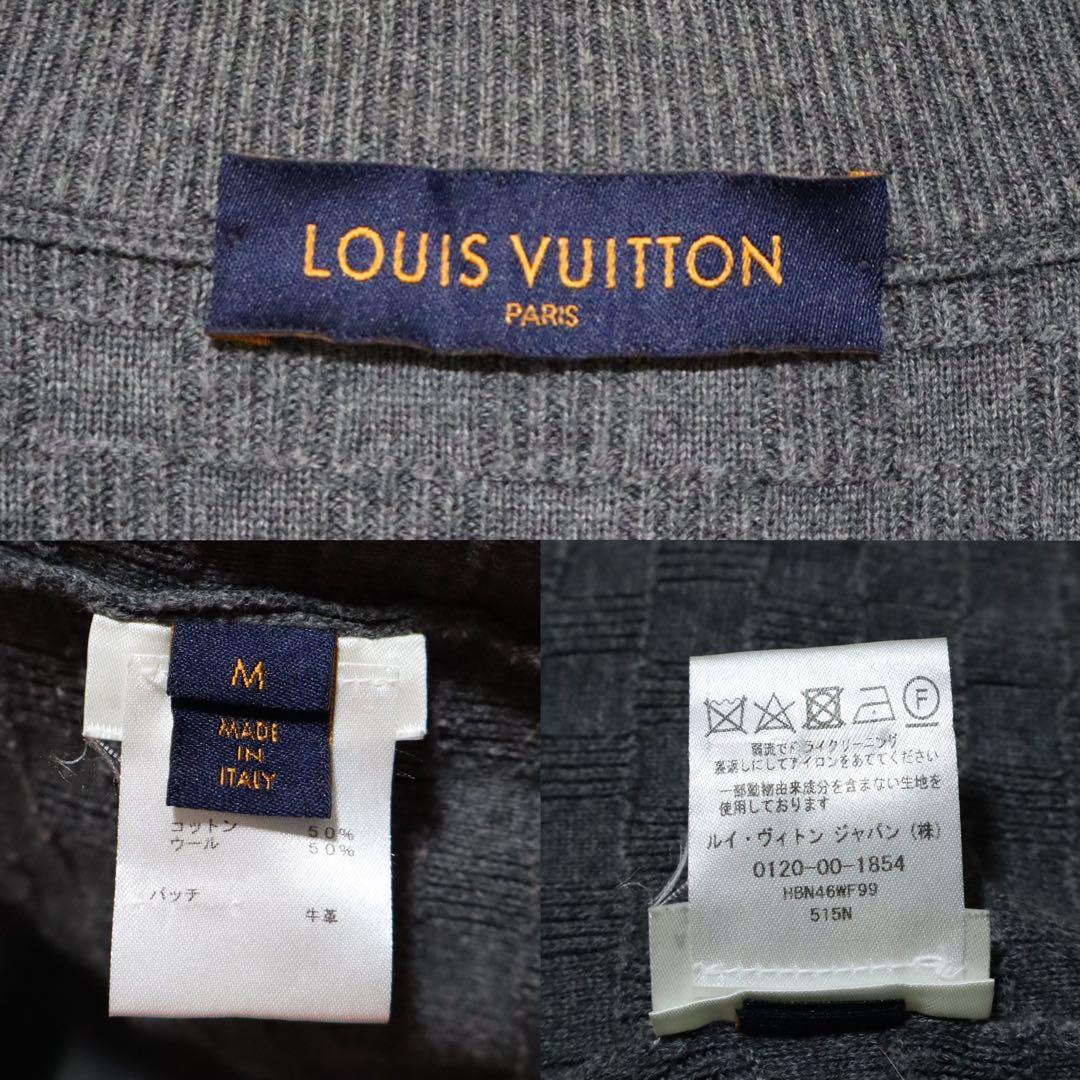 LOUIS VUITTON
PARIS
M
MADE
IN
ITALY
コットン 50%
ウール 50%
パッチ
牛革
F
弱流でドライクリーニング
裏返しにしてアイロンをあててください
一部動物由来成分を含まない生地を
使用しております
ルイ・ヴィトン ジャパン (株)
0120-00-1854
HBN46WF99
515N